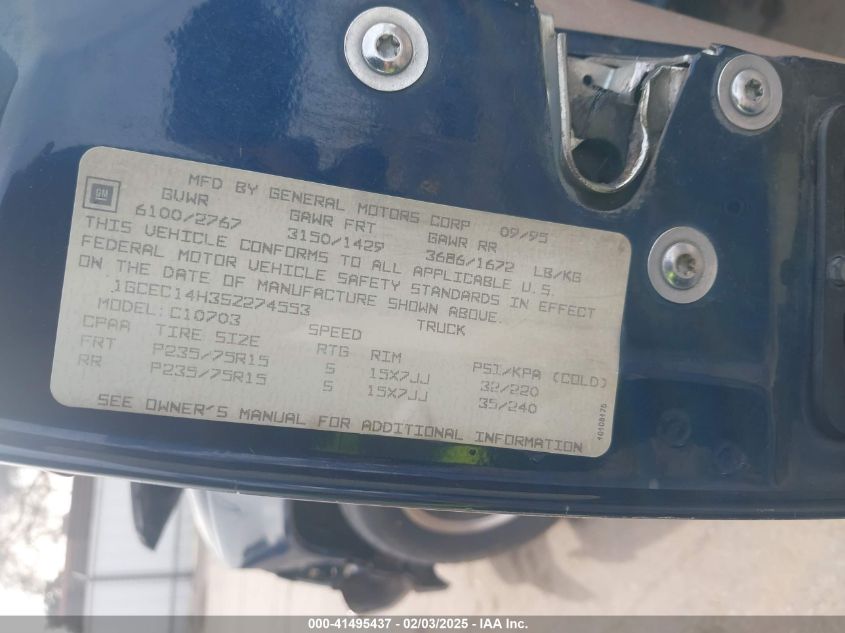 GM
MFD BY GENERAL MOTORS CORP 09/95
GVWR GAWR FRT GAWR RR
6100/2767 3150/1429 3686/1672 LB/KG
THIS VEHICLE CONFORMS TO ALL APPLICABLE U.S.
FEDERAL MOTOR VEHICLE SAFETY STANDARDS IN EFFECT
ON THE DATE OF MANUFACTURE SHOWN ABOVE.
1GCEC14H3SZ274553 TRUCK
MODEL: C10703
CPAA TIRE SIZE SPEED RTG RIM PSI/KPA (COLD)
FRT P235/75R15 S 15X7JJ 32/220
RR P235/75R15 S 15X7JJ 35/240
SEE OWNER'S MANUAL FOR ADDITIONAL INFORMATION
000-41495437 - 02/03/2025 - IAA Inc.